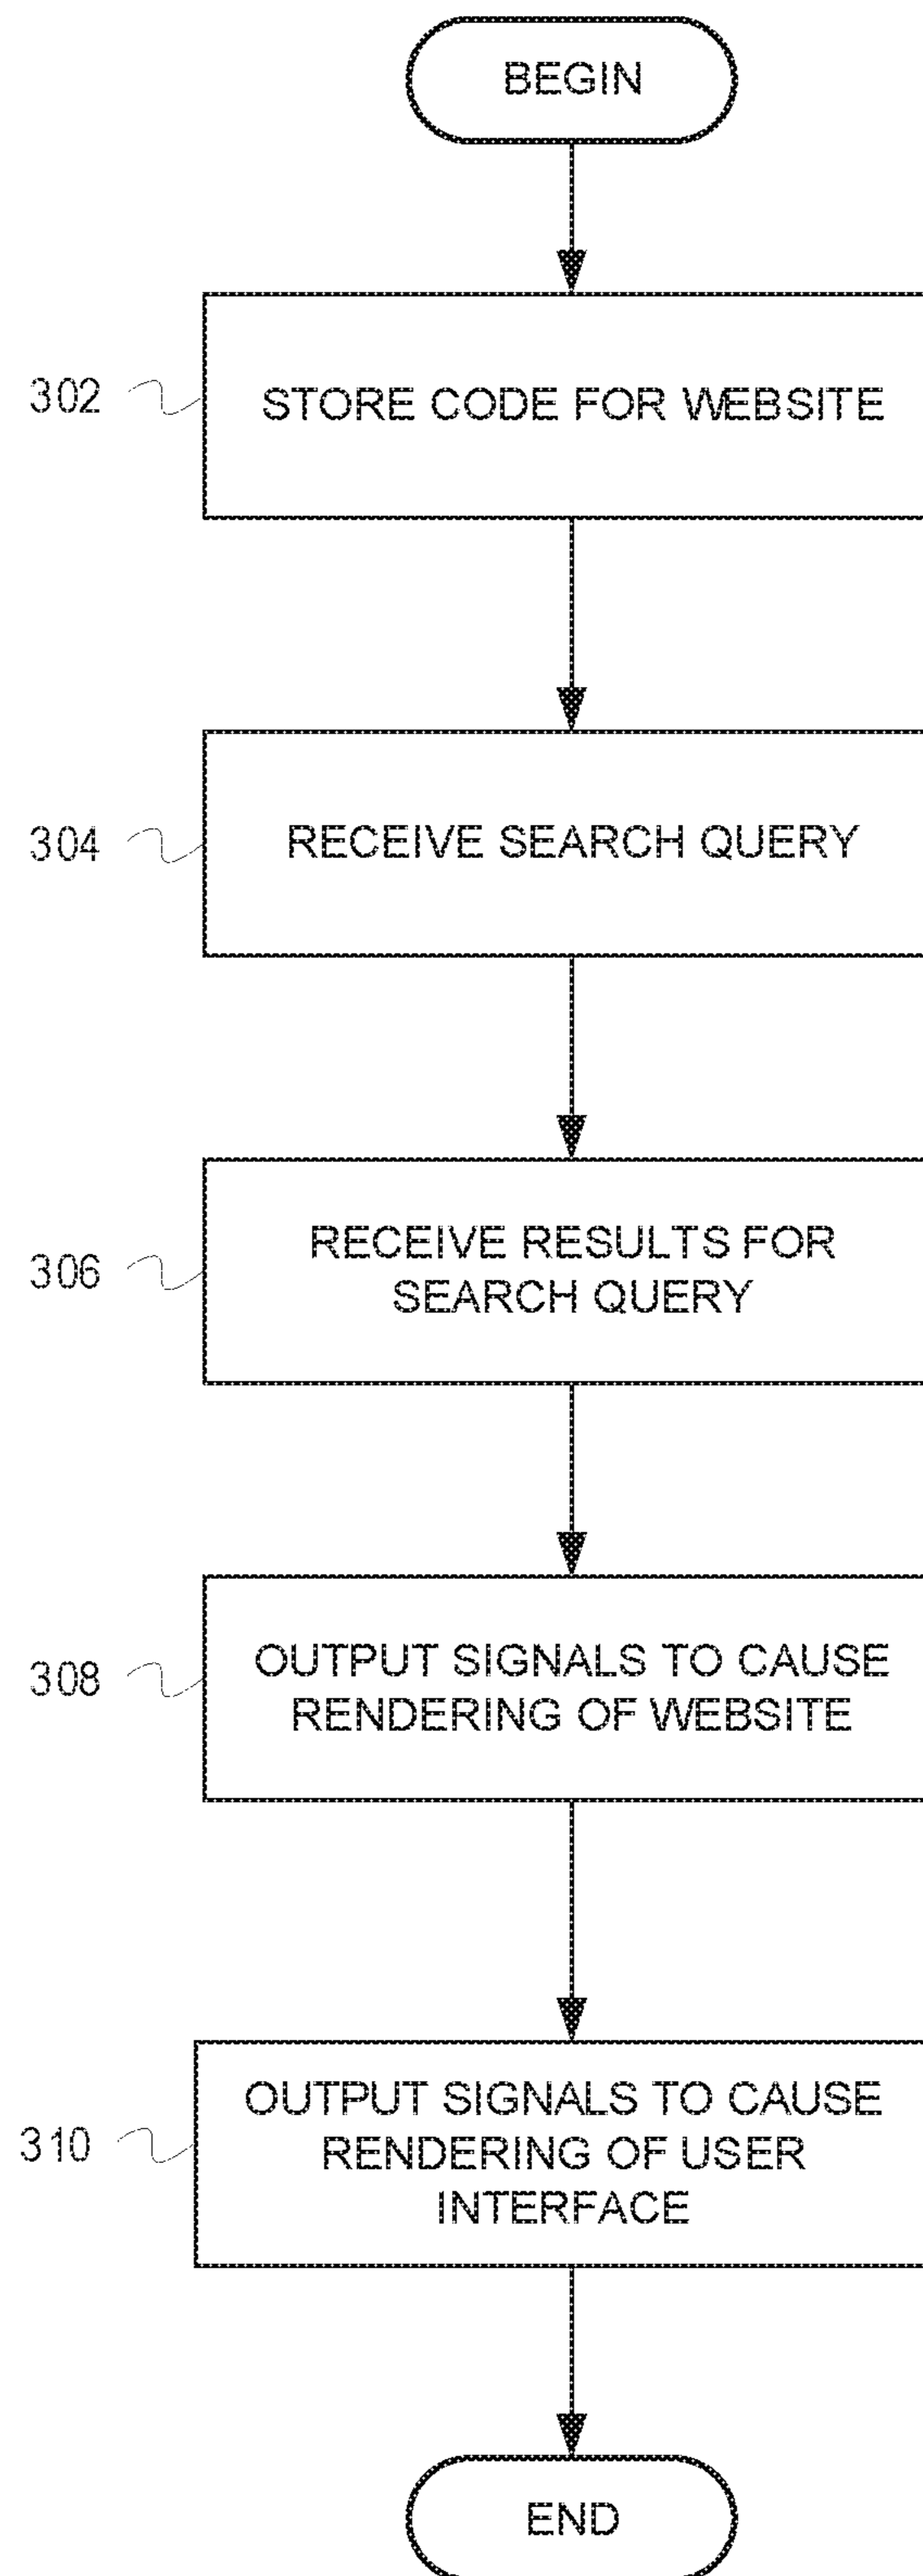 BEGIN
302
STORE CODE FOR WEBSITE
304
RECEIVE SEARCH QUERY
306
RECEIVE RESULTS FOR
SEARCH QUERY
308
OUTPUT SIGNALS TO CAUSE
RENDERING OF WEBSITE
310
OUTPUT SIGNALS TO CAUSE
RENDERING OF USER
INTERFACE
END